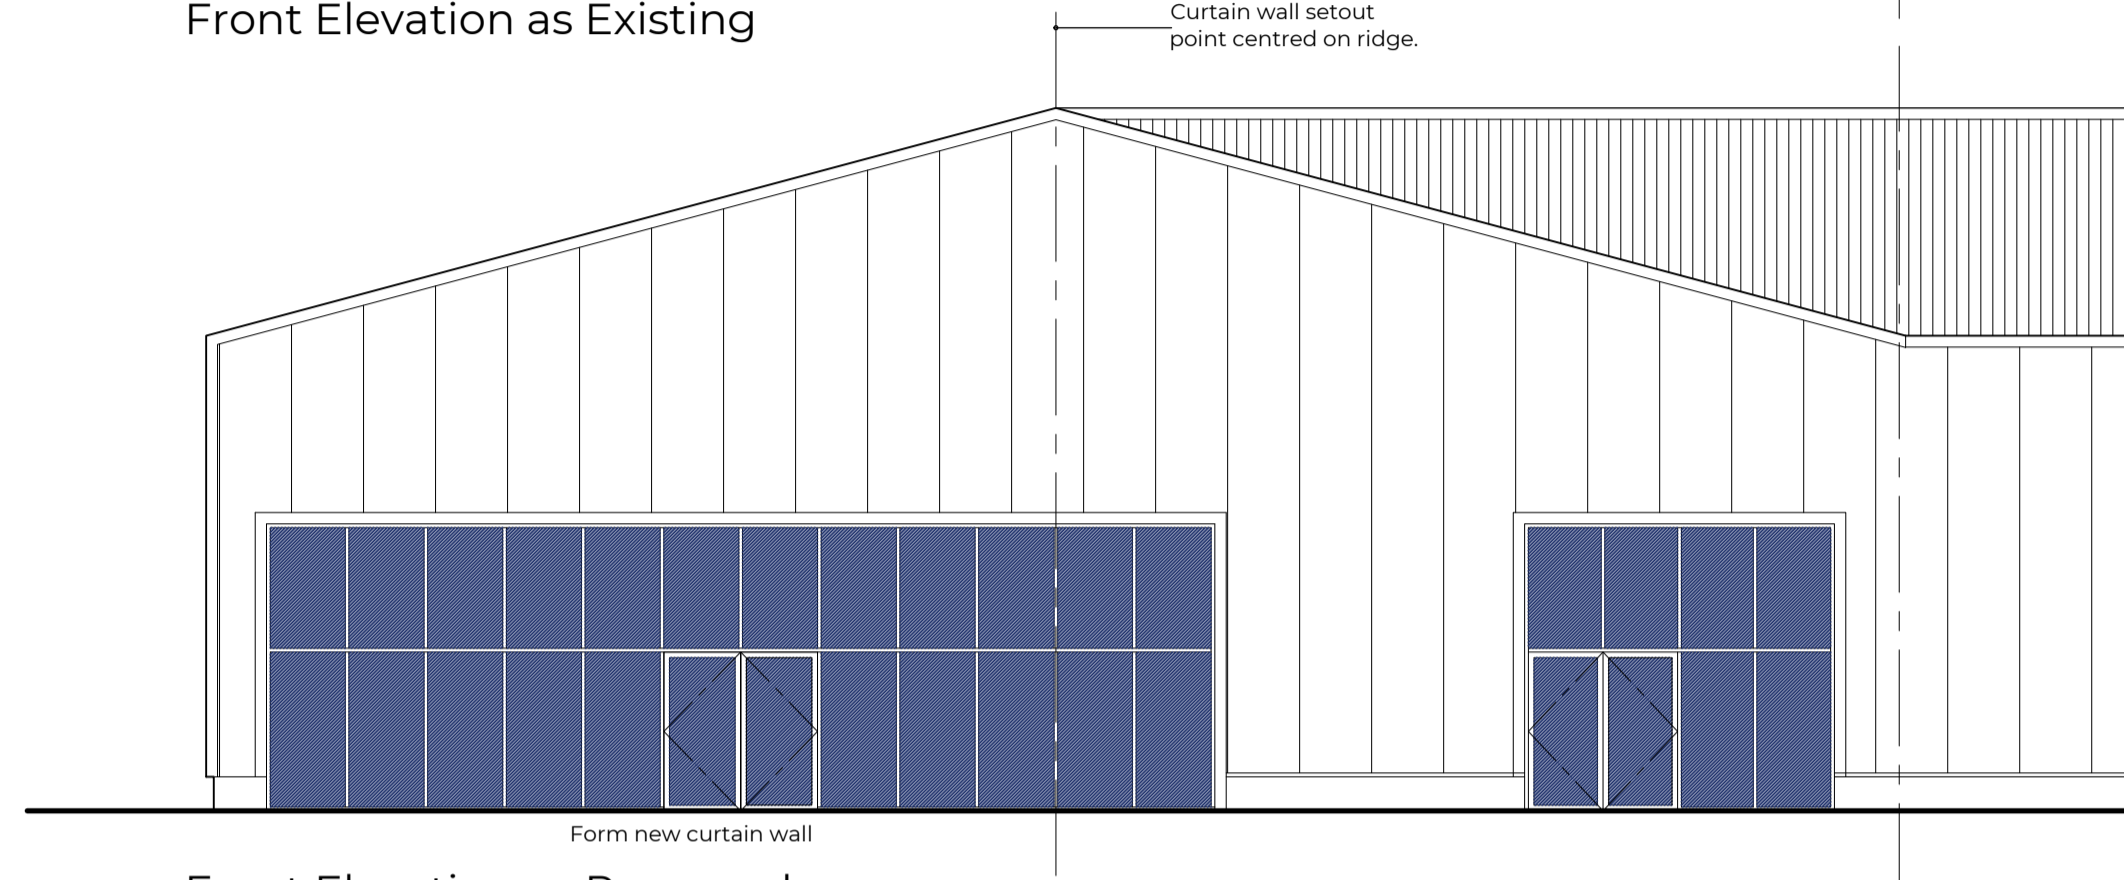 Front Elevation as Existing
Curtain wall setout
point centred on ridge.
Form new curtain wall